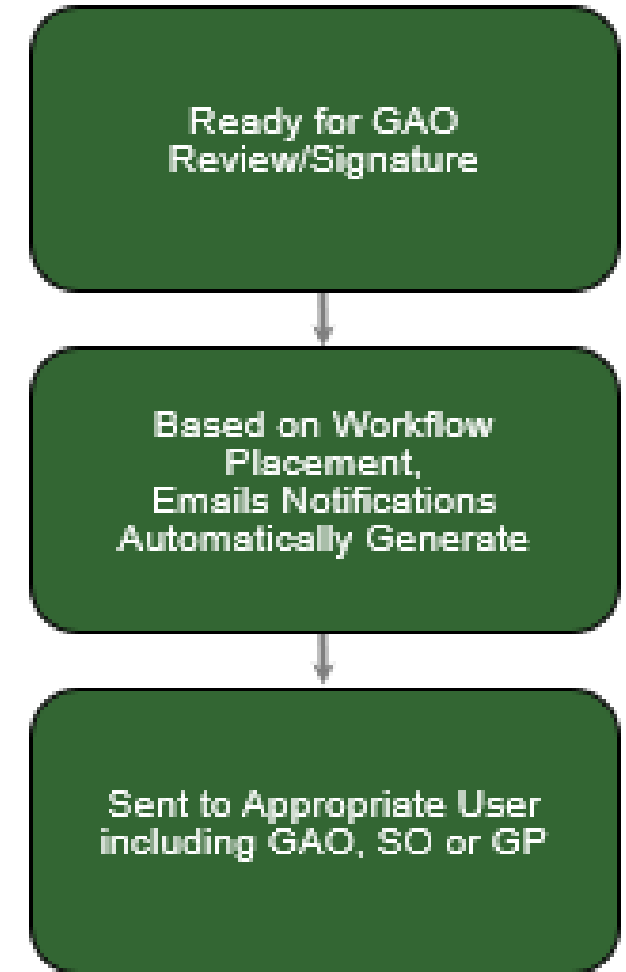 Ready for GAO
Review/Signature
Based on Workflow
Placement,
Emails Notifications
Automatically Generate
Sent to Appropriate User
including GAO, SO or GP